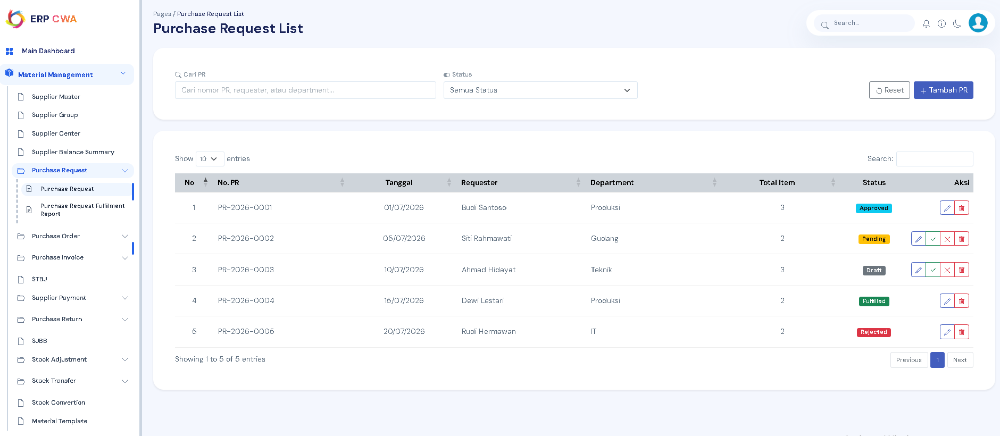 ERP CWA
Main Dashboard
Material Management
Supplier Master
Supplier Group
Supplier Center
Supplier Balance Summary
Purchase Request
Purchase Request
Purchase Request Fulfilment
Report
Purchase Order
Purchase Invoice
STBJ
Supplier Payment
Purchase Return
SJBB
Stock Adjustment
Stock Transfer
Stock Convertion
Material Template
Pages / Purchase Request List
Purchase Request List
Search...
Cari PR
Status
Cari nomor PR, requester, atau department...
Semua Status
Reset
Tambah PR
Show 10 entries
Search:
No No. PR Tanggal Requester Department Total Item Status Aksi
1 PR-2026-0001 01/07/2026 Budi Santoso Produksi 3 Approved
2 PR-2026-0002 05/07/2026 Siti Rahmawati Gudang 2 Pending
3 PR-2026-0003 10/07/2026 Ahmad Hidayat Teknik 3 Draft
4 PR-2026-0004 15/07/2026 Dewi Lestari Produksi 2 Fulfilled
5 PR-2026-0005 20/07/2026 Rudi Hermawan IT 2 Rejected
Showing 1 to 5 of 5 entries
Previous 1 Next